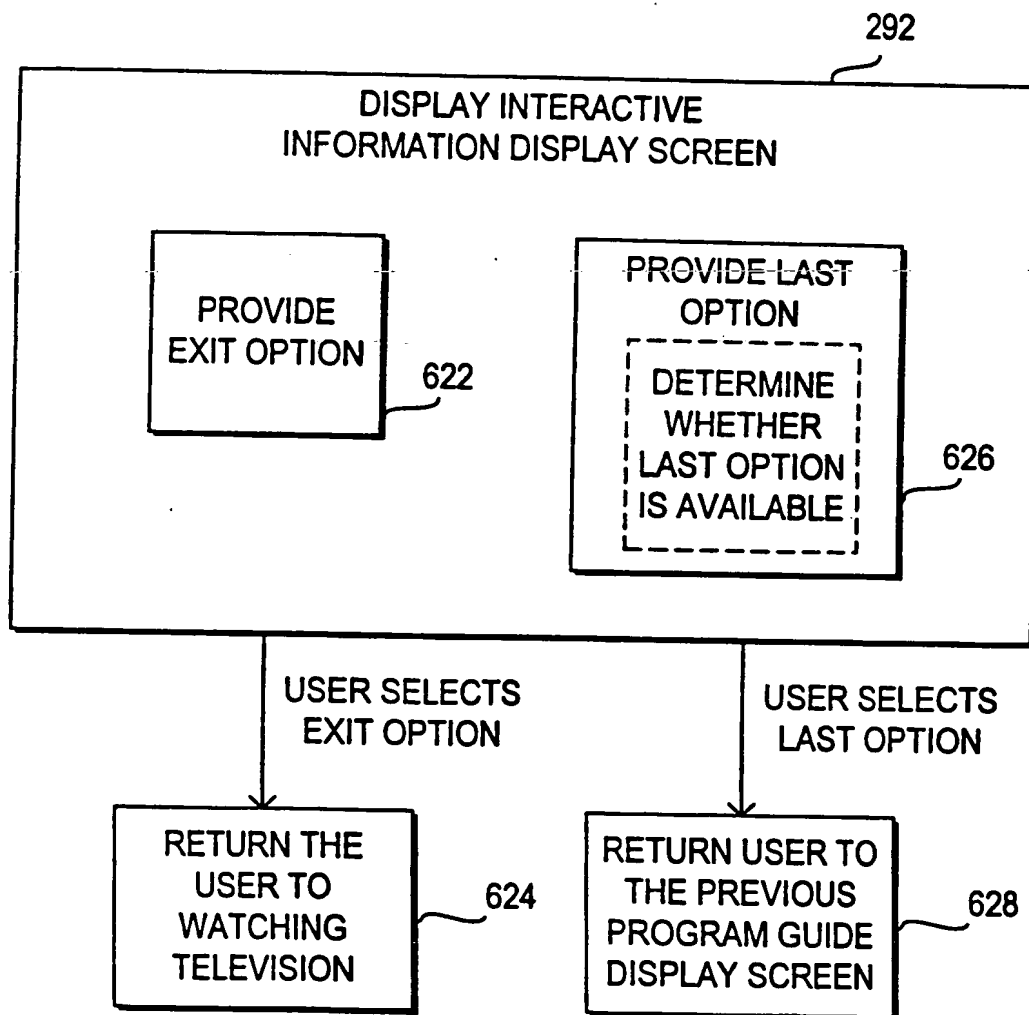 292
DISPLAY INTERACTIVE
INFORMATION DISPLAY SCREEN
PROVIDE
EXIT OPTION
622
PROVIDE LAST
OPTION
DETERMINE
WHETHER
LAST OPTION
IS AVAILABLE
626
USER SELECTS
EXIT OPTION
USER SELECTS
LAST OPTION
RETURN THE
USER TO
WATCHING
TELEVISION
624
RETURN USER TO
THE PREVIOUS
PROGRAM GUIDE
DISPLAY SCREEN
628